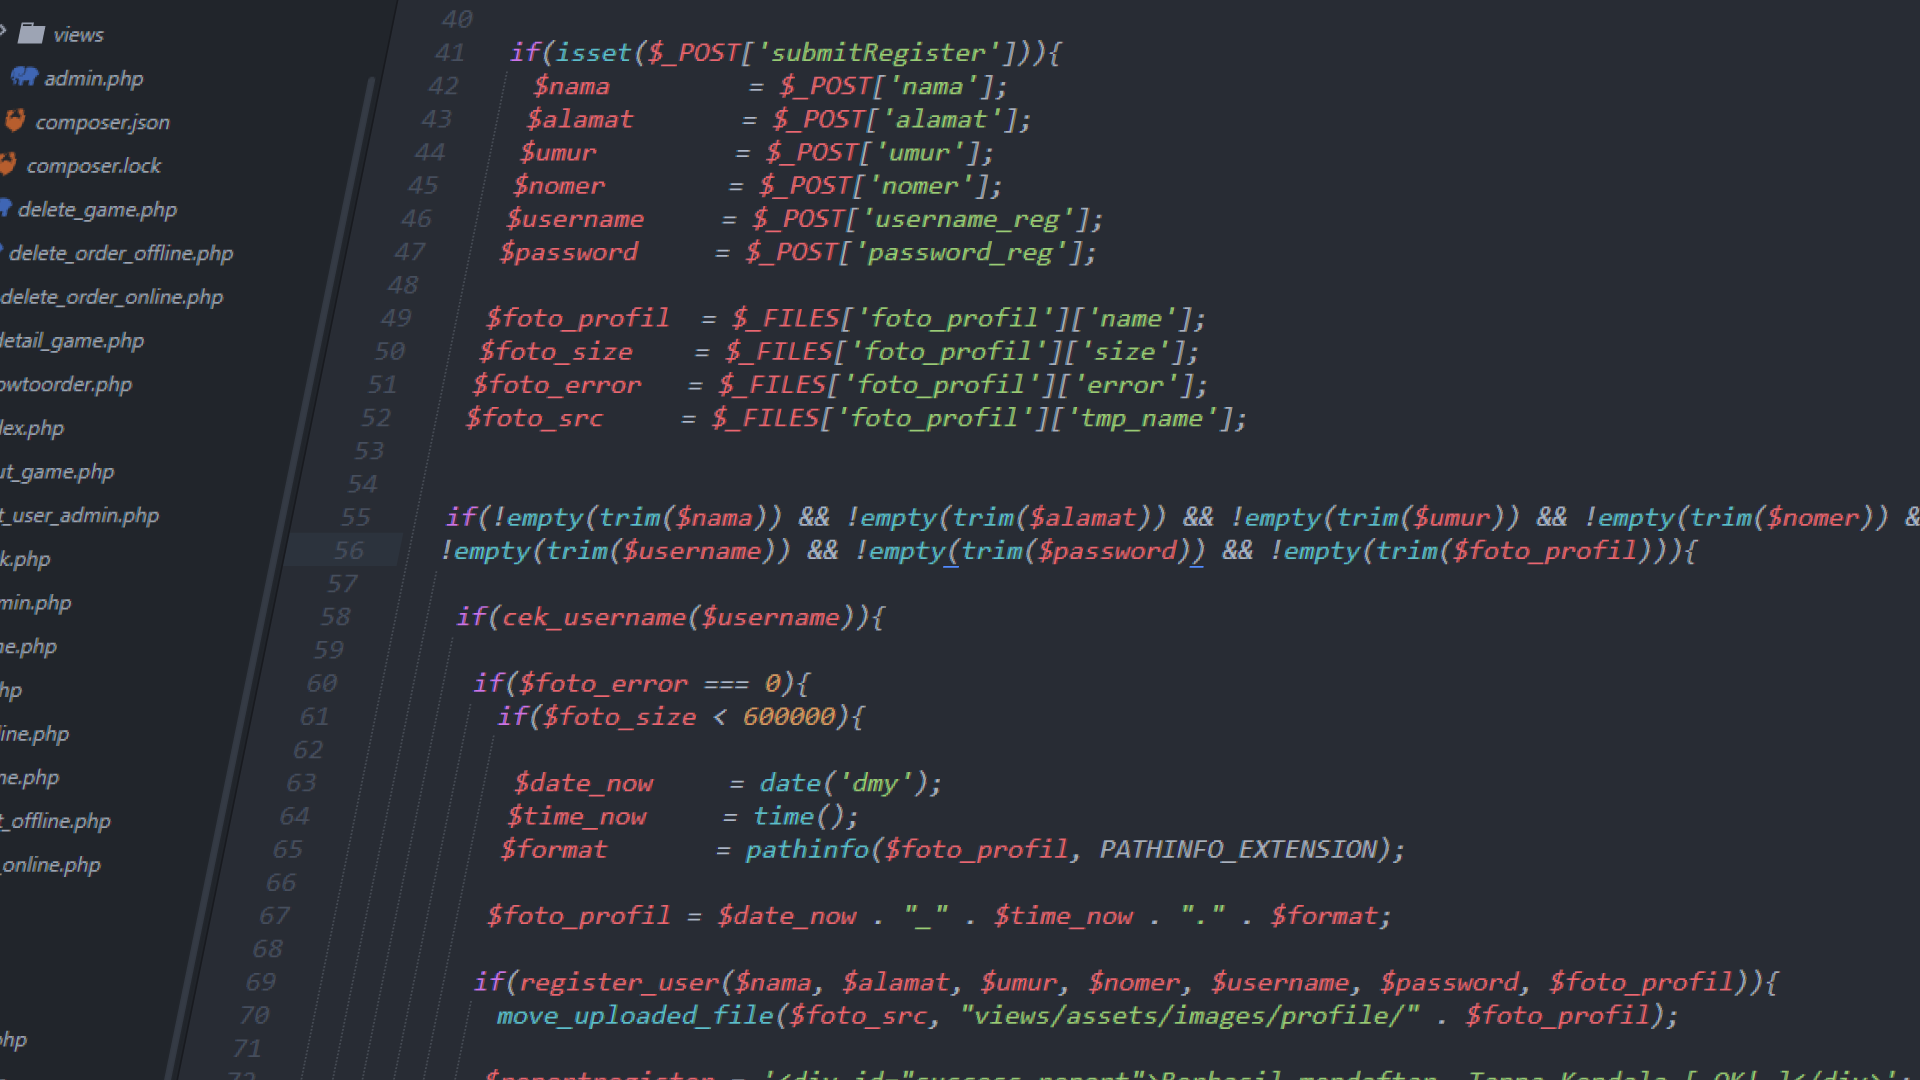 views
admin.php
composer.json
composer.lock
delete_game.php
delete_order_offline.php
delete_order_online.php
detail_game.php
owtoorder.php
dex.php
ut_game.php
t_user_admin.php
k.php
min.php
ne.php
hp
line.php
ne.php
t_offline.php
_online.php
hp
40
41 if(isset($_POST['submitRegister'])){
42 $nama = $_POST['nama'];
43 $alamat = $_POST['alamat'];
44 $umur = $_POST['umur'];
45 $nomer = $_POST['nomer'];
46 $username = $_POST['username_reg'];
47 $password = $_POST['password_reg'];
48
49 $foto_profil = $_FILES['foto_profil']['name'];
50 $foto_size = $_FILES['foto_profil']['size'];
51 $foto_error = $_FILES['foto_profil']['error'];
52 $foto_src = $_FILES['foto_profil']['tmp_name'];
53
54
55 if(!empty(trim($nama)) && !empty(trim($alamat)) && !empty(trim($umur)) && !empty(trim($nomer)) &
56 !empty(trim($username)) && !empty(trim($password)) && !empty(trim($foto_profil))){
57
58 if(cek_username($username)){
59
60 if($foto_error === 0){
61 if($foto_size < 600000){
62
63 $date_now = date('dmy');
64 $time_now = time();
65 $format = pathinfo($foto_profil, PATHINFO_EXTENSION);
66
67 $foto_profil = $date_now . "_" . $time_now . "." . $format;
68
69 if(register_user($nama, $alamat, $umur, $nomer, $username, $password, $foto_profil)){
70 move_uploaded_file($foto_src, "views/assets/images/profile/" . $foto_profil);
71
72